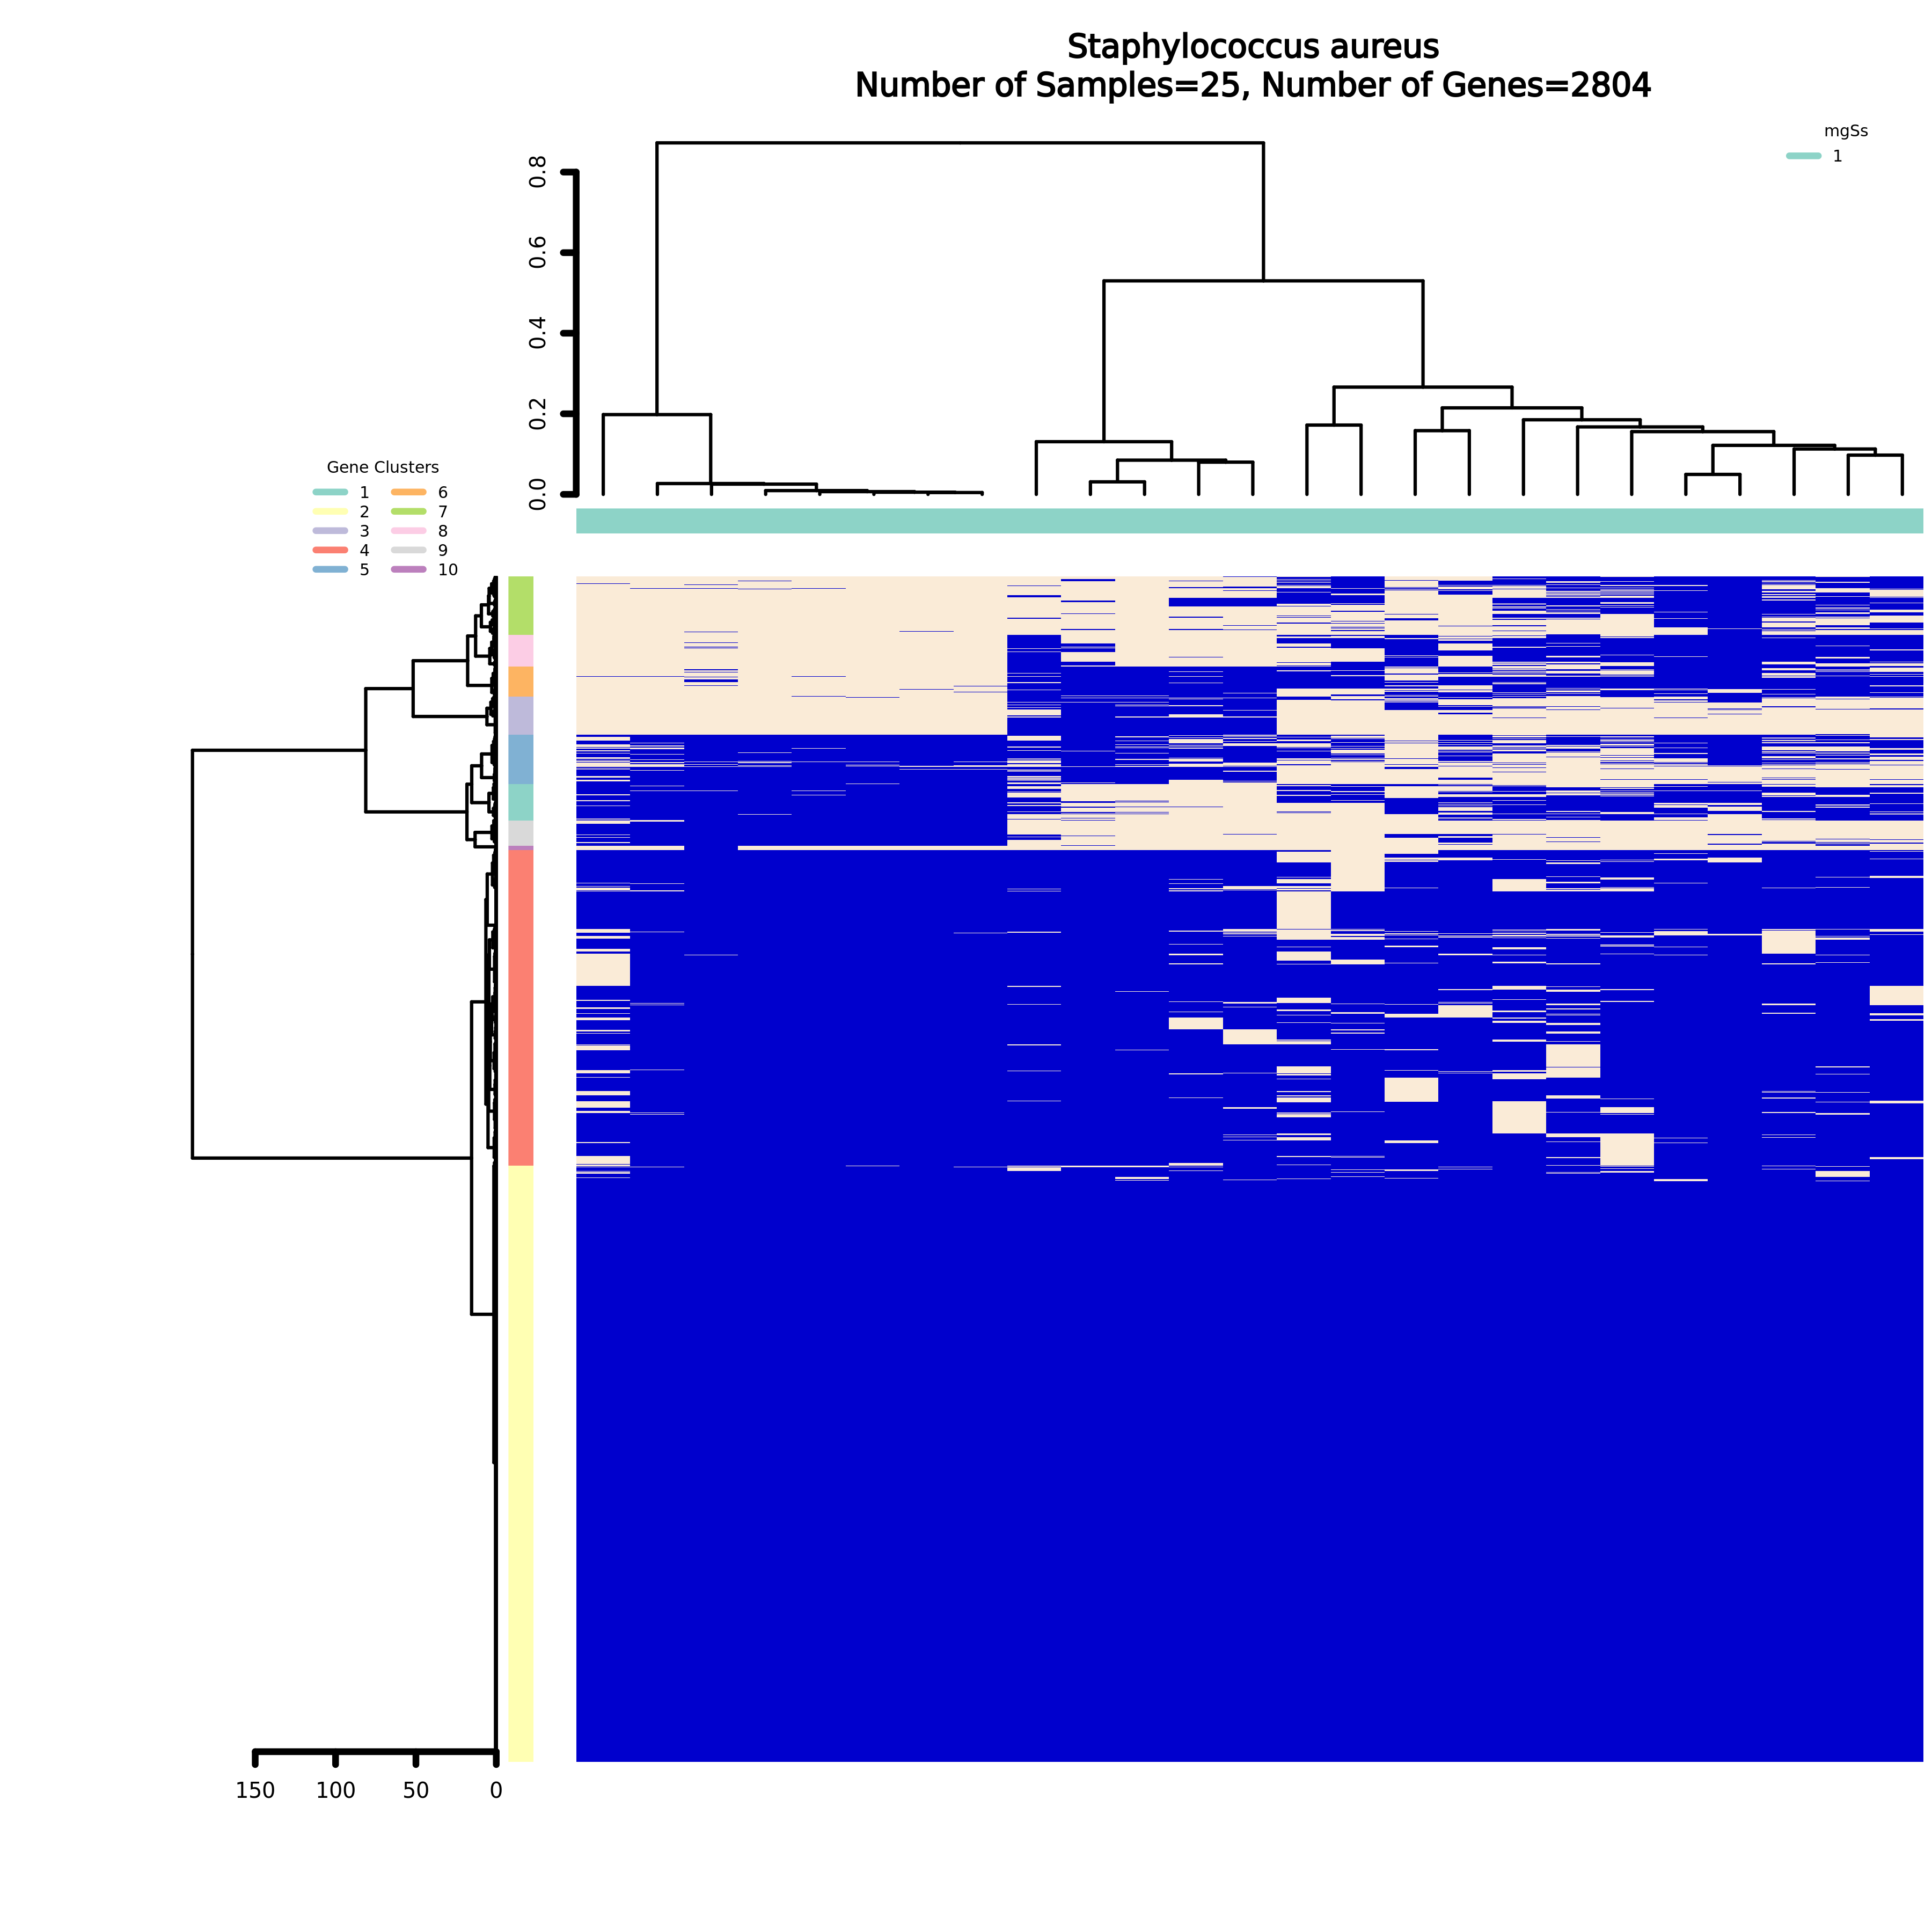 Staphylococcus aureus
Number of Samples=25, Number of Genes=2804
mgSs
1
0.8
0.6
0.4
0.2
0.0
Gene Clusters
1 6
2 7
3 8
4 9
5 10
150 100 50 0